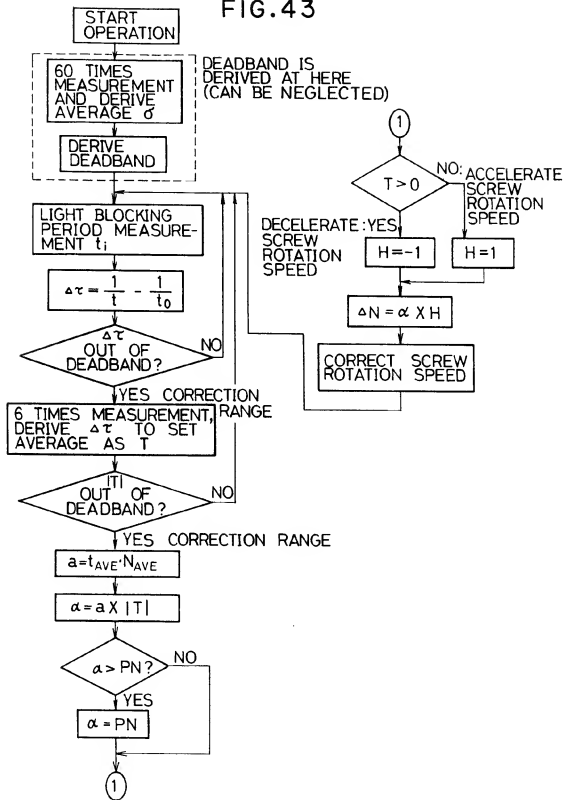 FIG.43
START
OPERATION
60 TIMES
MEASUREMENT
AND DERIVE
AVERAGE σ
DERIVE
DEADBAND
DEADBAND IS
DERIVED AT HERE
(CAN BE NEGLECTED)
LIGHT BLOCKING
PERIOD MEASURE-
MENT ti
Δτ = 1/t - 1/t0
Δτ
OUT OF
DEADBAND?
NO
YES CORRECTION
RANGE
6 TIMES MEASUREMENT,
DERIVE Δτ TO SET
AVERAGE AS T
|T|
OUT OF
DEADBAND?
NO
YES CORRECTION RANGE
a=tAVE·NAVE
α=a X |T|
α > PN?
NO
YES
α = PN
1
1
T>0
NO: ACCELERATE
SCREW
ROTATION
SPEED
DECELERATE:YES
SCREW
ROTATION
SPEED
H=-1
H=1
ΔN=α X H
CORRECT SCREW
ROTATION SPEED